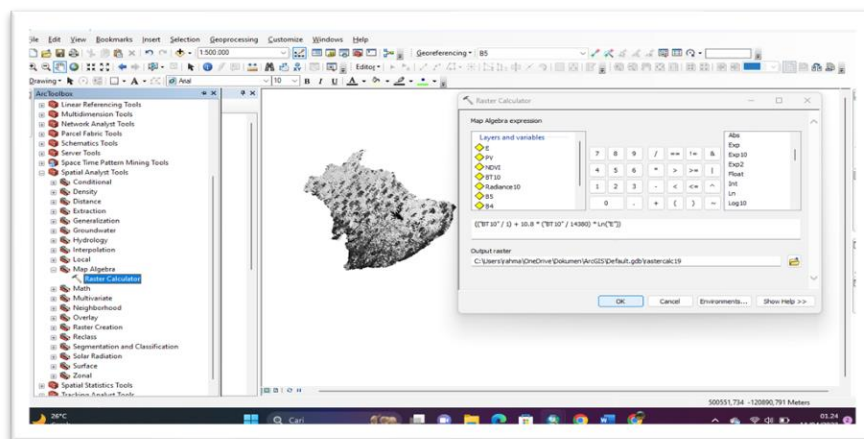 File Edit View Bookmarks Insert Selection Geoprocessing Customize Windows Help
1:500.000 Georeferencing B5
Editor
Drawing Arial 10 B I U A
ArcToolbox
Linear Referencing Tools
Multidimension Tools
Network Analyst Tools
Parcel Fabric Tools
Schematics Tools
Server Tools
Space Time Pattern Mining Tools
Spatial Analyst Tools
Conditional
Density
Distance
Extraction
Generalization
Groundwater
Hydrology
Interpolation
Local
Map Algebra
Raster Calculator
Math
Multivariate
Neighborhood
Overlay
Raster Creation
Reclass
Segmentation and Classification
Solar Radiation
Surface
Zonal
Spatial Statistics Tools
Tracking Analyst Tools
Raster Calculator
Map Algebra expression
Layers and variables
E
PV
NDVI
BT10
Radiance10
B5
B4
7 8 9 / == != &
4 5 6 * > >= |
1 2 3 - < <= ^
0 . + ( ) ~
Abs
Exp
Exp10
Exp2
Float
Int
Ln
Log10
(("BT10" / 1) + 10.8 * ("BT10" / 14380) * Ln("E"))
Output raster
C:\Users\rahma\OneDrive\Dokumen\ArcGIS\Default.gdb\rastercalc19
OK Cancel Environments... Show Help >>
500551,734 -120890,791 Meters
26°C
Cari
01.24